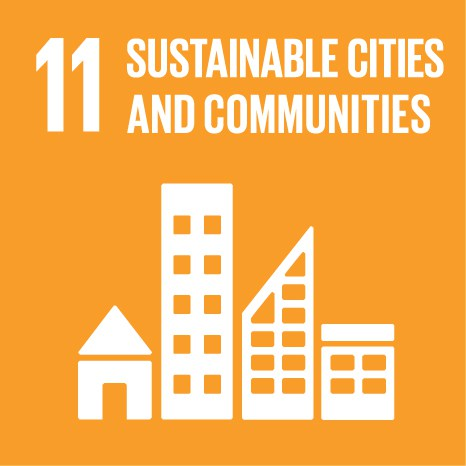 11 SUSTAINABLE CITIES
AND COMMUNITIES